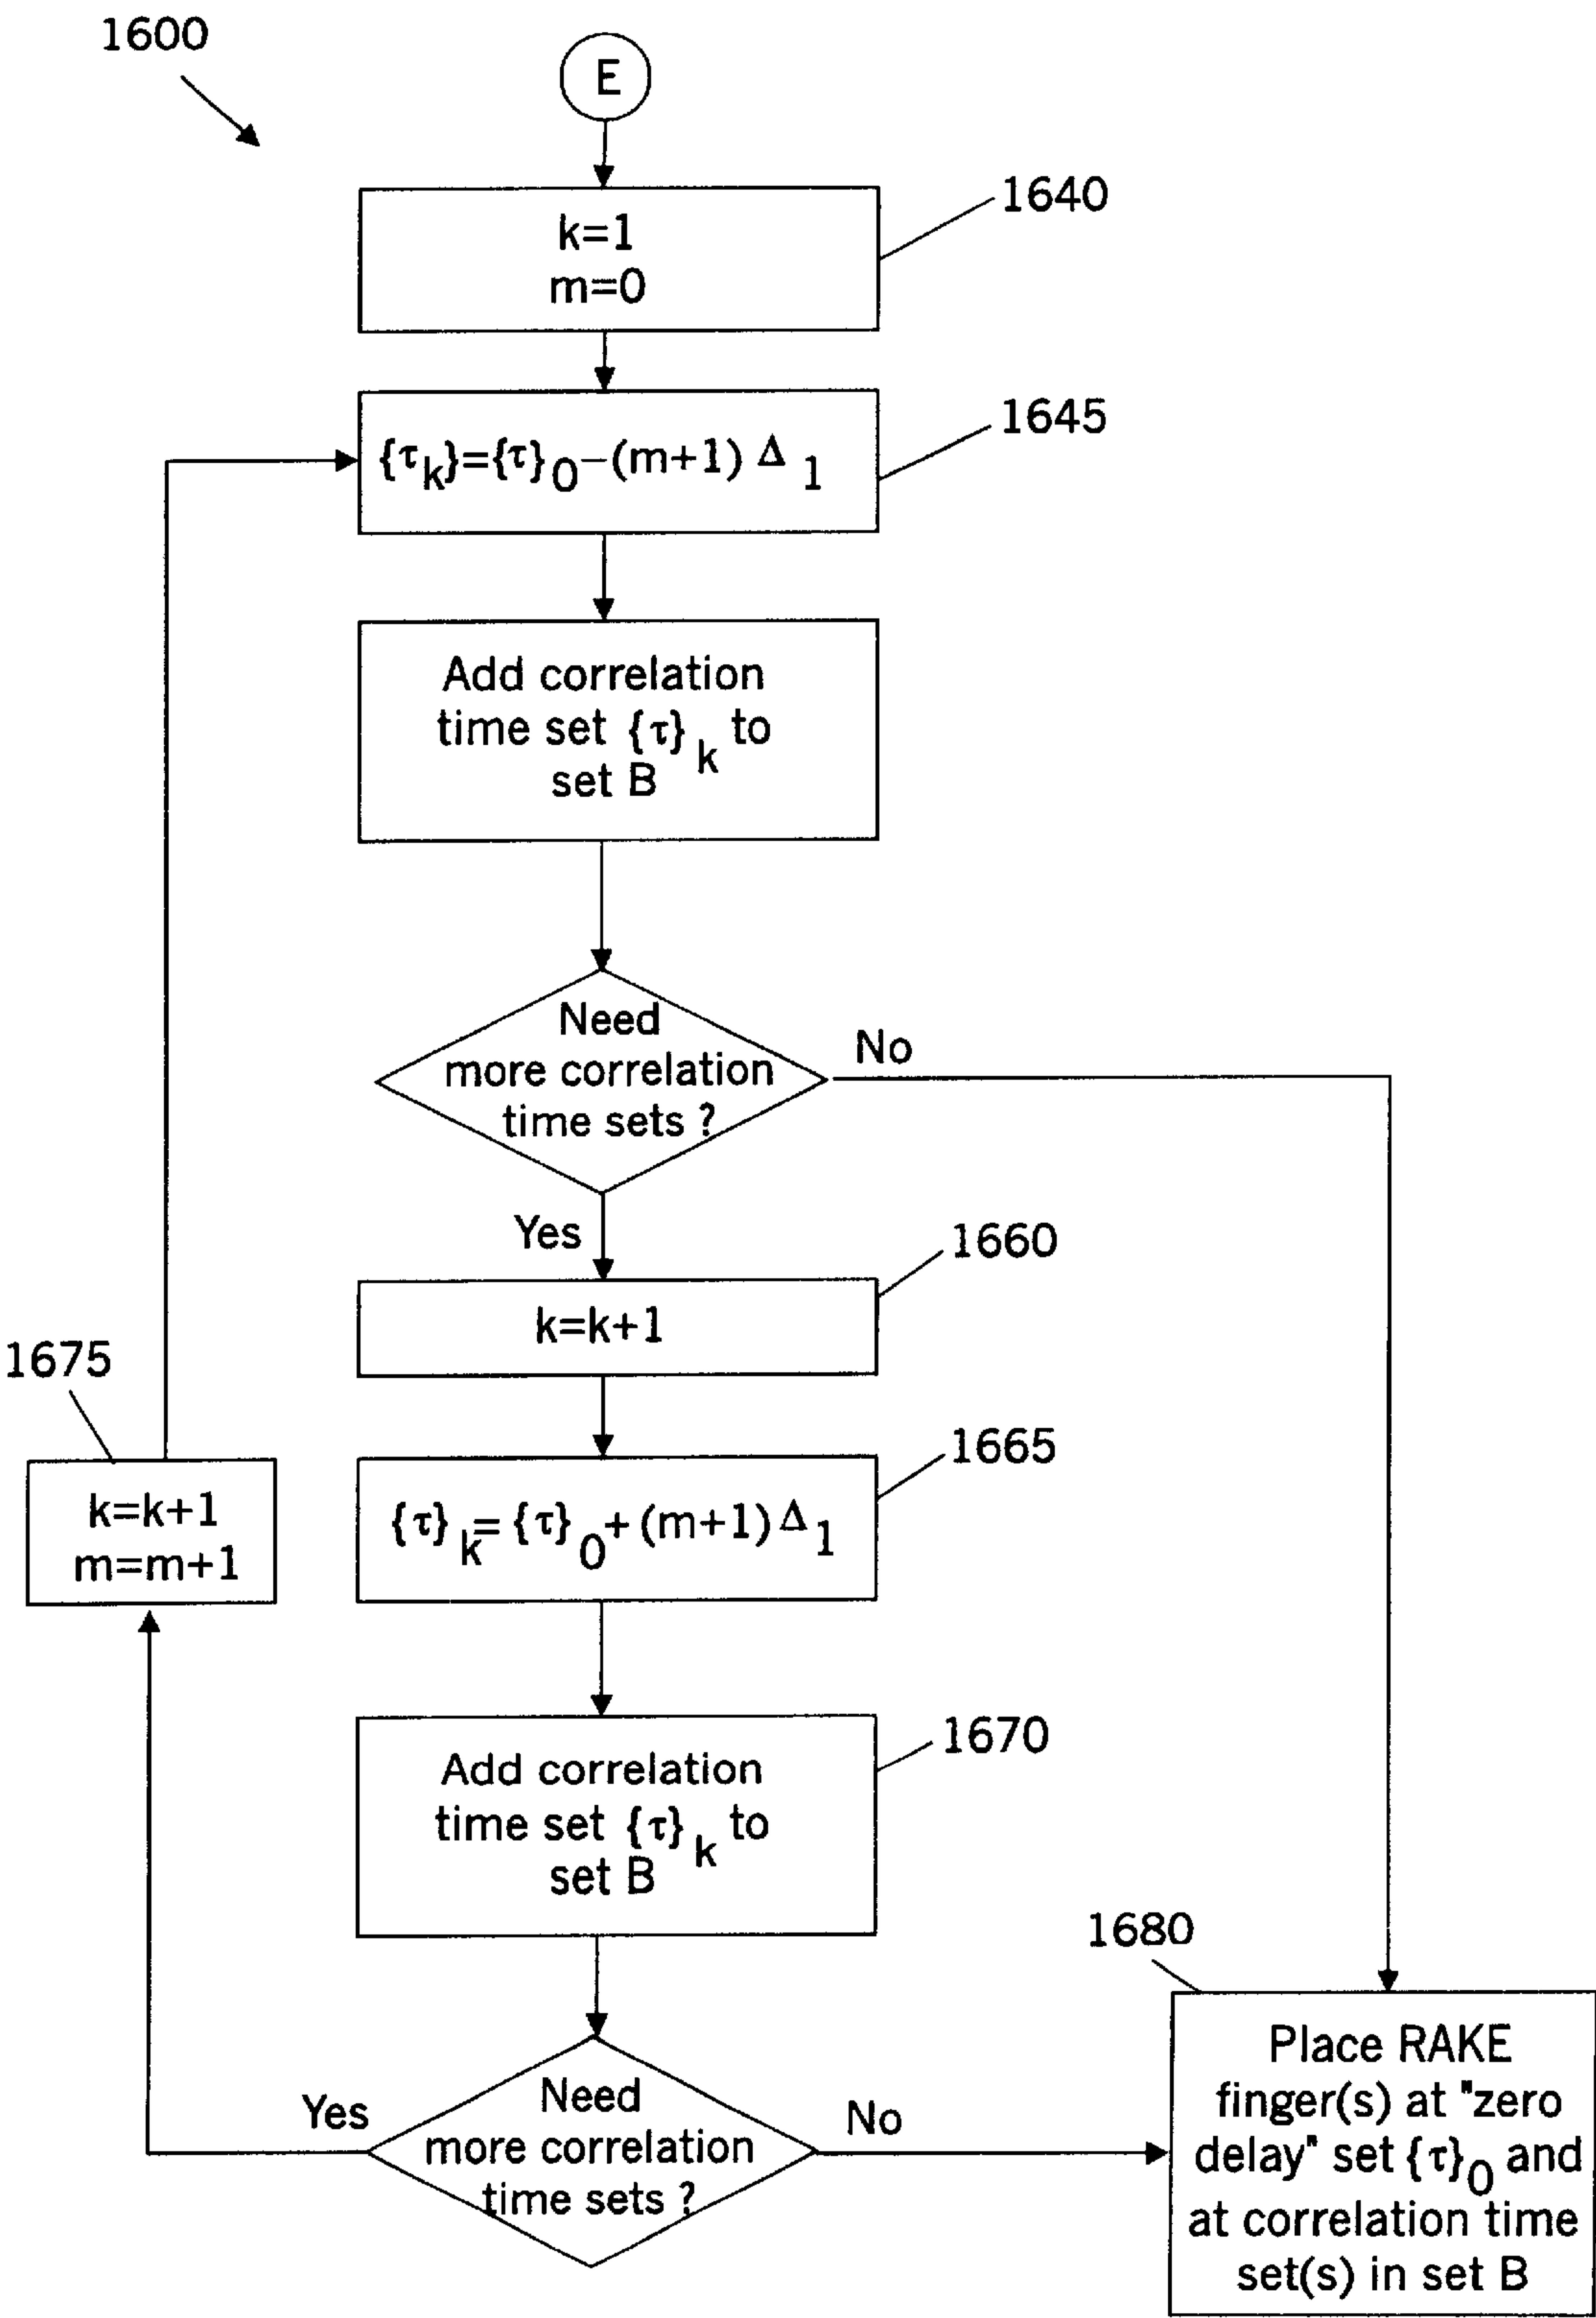 1600
E
k=1
m=0
1640
{τk}={τ}0-(m+1) Δ 1
1645
Add correlation
time set {τ} k to
set B
Need
more correlation
time sets ?
No
Yes
k=k+1
1660
1675
k=k+1
m=m+1
{τ} k= {τ} 0+(m+1) Δ 1
1665
Add correlation
time set {τ} k to
set B
1670
Need
more correlation
time sets ?
Yes
No
1680
Place RAKE
finger(s) at "zero
delay" set {τ}0 and
at correlation time
set(s) in set B